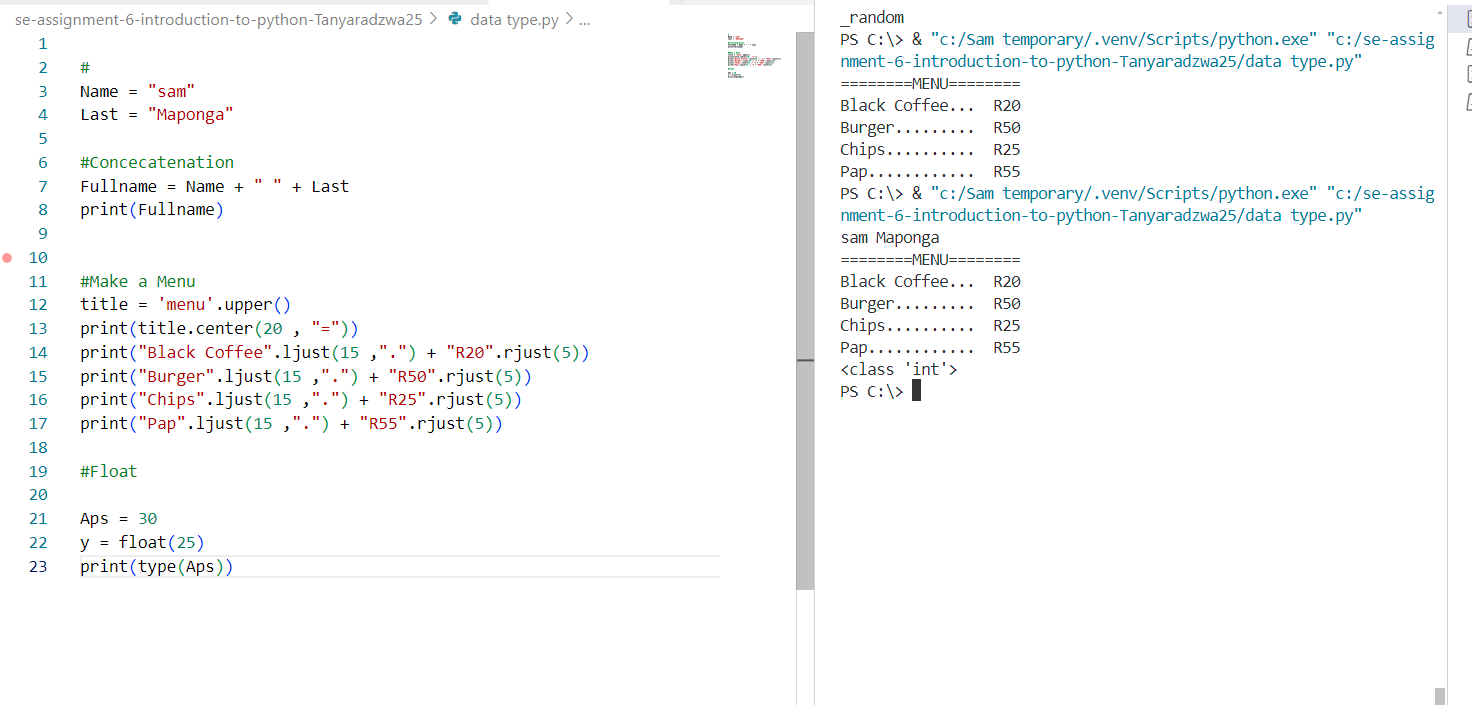 se-assignment-6-introduction-to-python-Tanyaradzwa25 > data type.py > ...
1
2 #
3 Name = "sam"
4 Last = "Maponga"
5
6 #Concecatenation
7 Fullname = Name + " " + Last
8 print(Fullname)
9
10
11 #Make a Menu
12 title = 'menu'.upper()
13 print(title.center(20 , "="))
14 print("Black Coffee".ljust(15 ,".") + "R20".rjust(5))
15 print("Burger".ljust(15 ,".") + "R50".rjust(5))
16 print("Chips".ljust(15 ,".") + "R25".rjust(5))
17 print("Pap".ljust(15 ,".") + "R55".rjust(5))
18
19 #Float
20
21 Aps = 30
22 y = float(25)
23 print(type(Aps))
_random
PS C:\> & "c:/Sam temporary/.venv/Scripts/python.exe" "c:/se-assig
nment-6-introduction-to-python-Tanyaradzwa25/data type.py"
========MENU========
Black Coffee...  R20
Burger.........  R50
Chips..........  R25
Pap............  R55
PS C:\> & "c:/Sam temporary/.venv/Scripts/python.exe" "c:/se-assig
nment-6-introduction-to-python-Tanyaradzwa25/data type.py"
sam Maponga
========MENU========
Black Coffee...  R20
Burger.........  R50
Chips..........  R25
Pap............  R55
<class 'int'>
PS C:\>